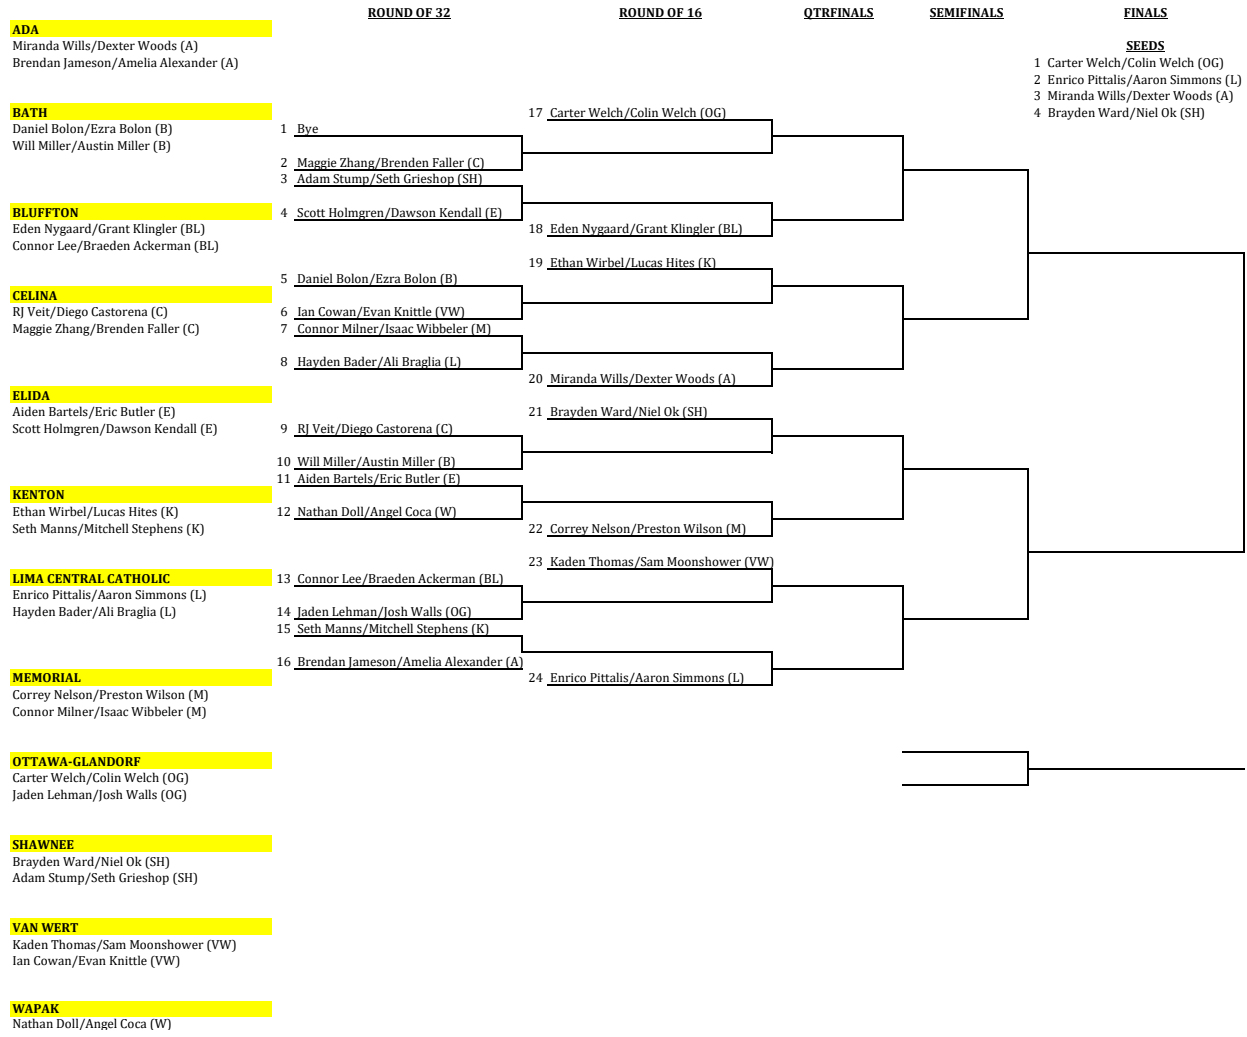 ROUND OF 32 ROUND OF 16 QTRFINALS SEMIFINALS FINALS
ADA
Miranda Wills/Dexter Woods (A)
Brendan Jameson/Amelia Alexander (A)
BATH
Daniel Bolon/Ezra Bolon (B)
Will Miller/Austin Miller (B)
BLUFFTON
Eden Nygaard/Grant Klingler (BL)
Connor Lee/Braeden Ackerman (BL)
CELINA
RJ Veit/Diego Castorena (C)
Maggie Zhang/Brenden Faller (C)
ELIDA
Aiden Bartels/Eric Butler (E)
Scott Holmgren/Dawson Kendall (E)
KENTON
Ethan Wirbel/Lucas Hites (K)
Seth Manns/Mitchell Stephens (K)
LIMA CENTRAL CATHOLIC
Enrico Pittalis/Aaron Simmons (L)
Hayden Bader/Ali Braglia (L)
MEMORIAL
Correy Nelson/Preston Wilson (M)
Connor Milner/Isaac Wibbeler (M)
OTTAWA-GLANDORF
Carter Welch/Colin Welch (OG)
Jaden Lehman/Josh Walls (OG)
SHAWNEE
Brayden Ward/Niel Ok (SH)
Adam Stump/Seth Grieshop (SH)
VAN WERT
Kaden Thomas/Sam Moonshower (VW)
Ian Cowan/Evan Knittle (VW)
WAPAK
Nathan Doll/Angel Coca (W)
1 Bye
2 Maggie Zhang/Brenden Faller (C)
3 Adam Stump/Seth Grieshop (SH)
4 Scott Holmgren/Dawson Kendall (E)
5 Daniel Bolon/Ezra Bolon (B)
6 Ian Cowan/Evan Knittle (VW)
7 Connor Milner/Isaac Wibbeler (M)
8 Hayden Bader/Ali Braglia (L)
9 RJ Veit/Diego Castorena (C)
10 Will Miller/Austin Miller (B)
11 Aiden Bartels/Eric Butler (E)
12 Nathan Doll/Angel Coca (W)
13 Connor Lee/Braeden Ackerman (BL)
14 Jaden Lehman/Josh Walls (OG)
15 Seth Manns/Mitchell Stephens (K)
16 Brendan Jameson/Amelia Alexander (A)
17 Carter Welch/Colin Welch (OG)
18 Eden Nygaard/Grant Klingler (BL)
19 Ethan Wirbel/Lucas Hites (K)
20 Miranda Wills/Dexter Woods (A)
21 Brayden Ward/Niel Ok (SH)
22 Correy Nelson/Preston Wilson (M)
23 Kaden Thomas/Sam Moonshower (VW)
24 Enrico Pittalis/Aaron Simmons (L)
SEEDS
1 Carter Welch/Colin Welch (OG)
2 Enrico Pittalis/Aaron Simmons (L)
3 Miranda Wills/Dexter Woods (A)
4 Brayden Ward/Niel Ok (SH)